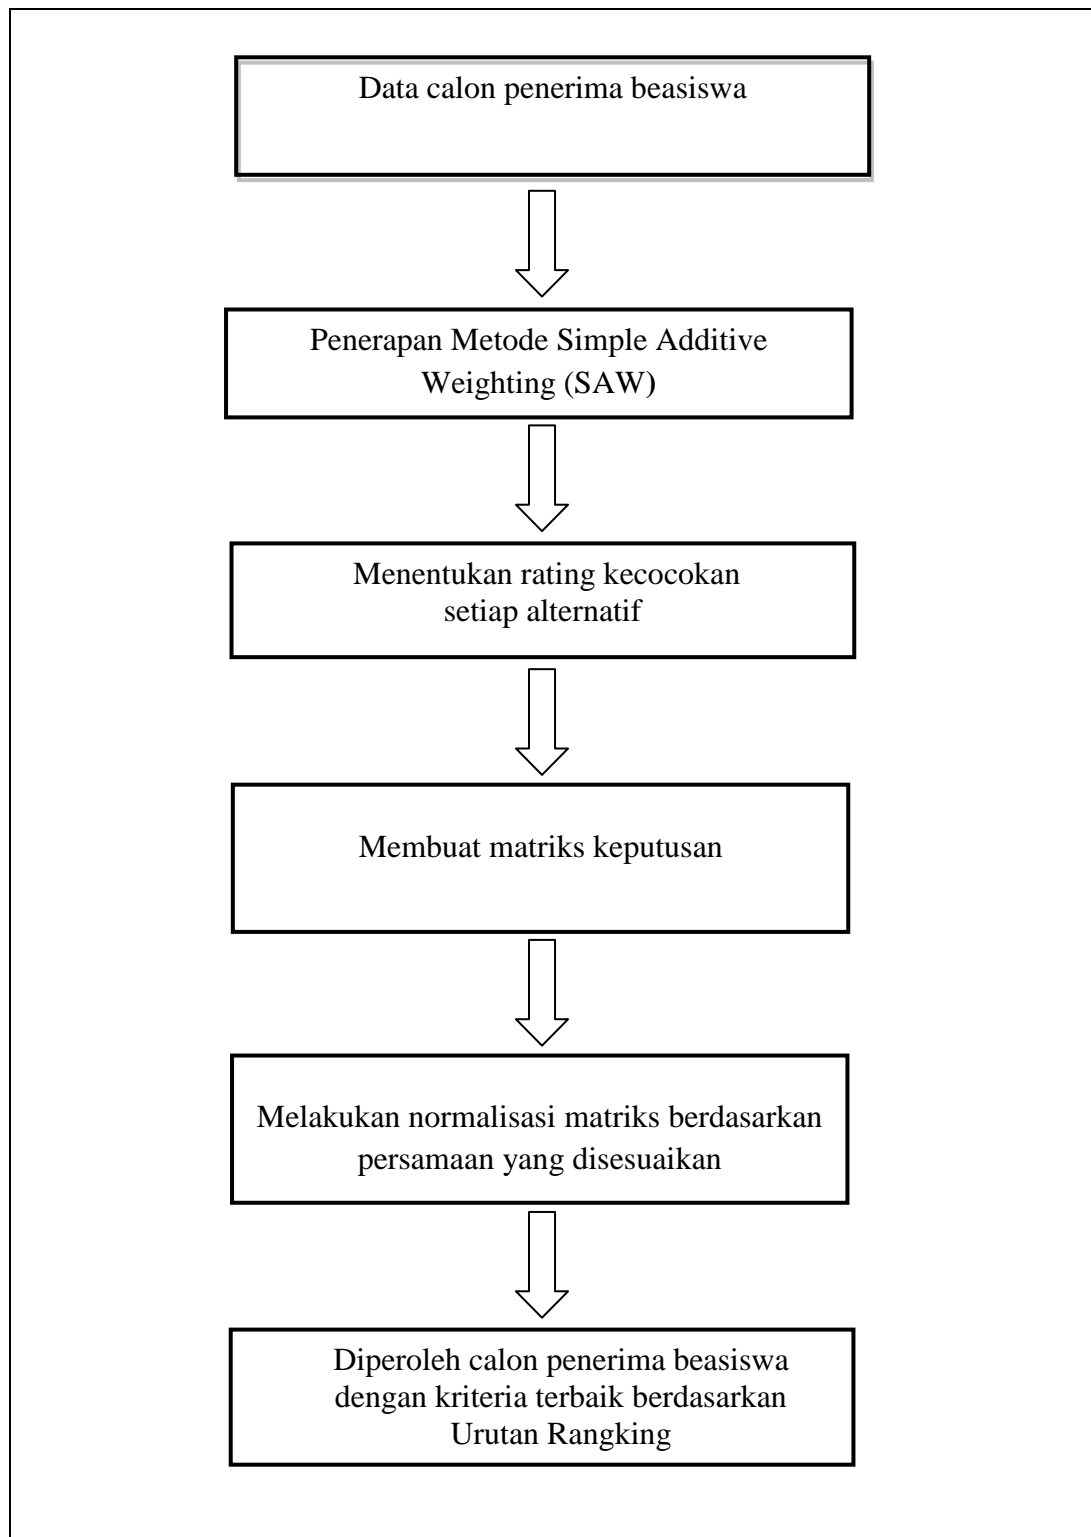 Data calon penerima beasiswa
Penerapan Metode Simple Additive
Weighting (SAW)
Menentukan rating kecocokan
setiap alternatif
Membuat matriks keputusan
Melakukan normalisasi matriks berdasarkan
persamaan yang disesuaikan
Diperoleh calon penerima beasiswa
dengan kriteria terbaik berdasarkan
Urutan Rangking